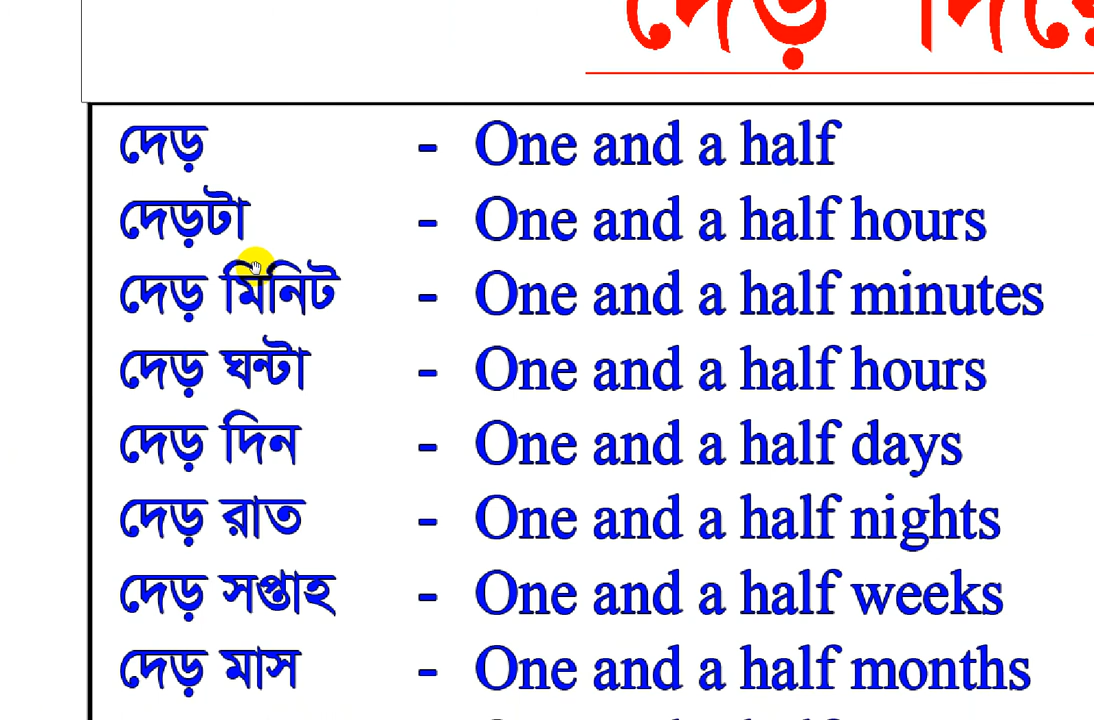 দেড়
দেড় - One and a half
দেড়টা - One and a half hours
দেড় মিনিট - One and a half minutes
দেড় ঘন্টা - One and a half hours
দেড় দিন - One and a half days
দেড় রাত - One and a half nights
দেড় সপ্তাহ - One and a half weeks
দেড় মাস - One and a half months